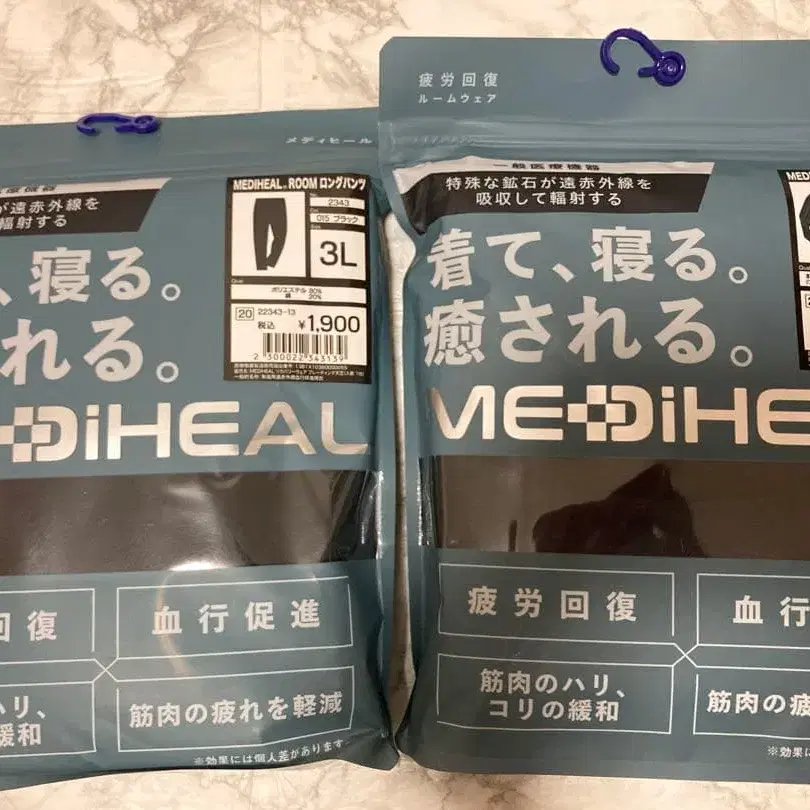 メディヒール
が遠赤外線を
輻射する
、寝る。
れる。
DiHEAL
MEDIHEAL ROOM ロングパンツ
No. 2343
015 ブラック
3L
ポリエステル 80%
綿 20%
20 22343-13
税込 ¥1,900
2 300022 343139
回復
血行促進
ハリ、
緩和
筋肉の疲れを軽減
※効果には個人差があります
疲労回復
ルームウェア
一般医療機器
特殊な鉱石が遠赤外線を
吸収して輻射する
着て、寝る。
癒される。
MEDiHE
疲労回復
血行
筋肉のハリ、
コリの緩和
筋肉の疲
※効果に